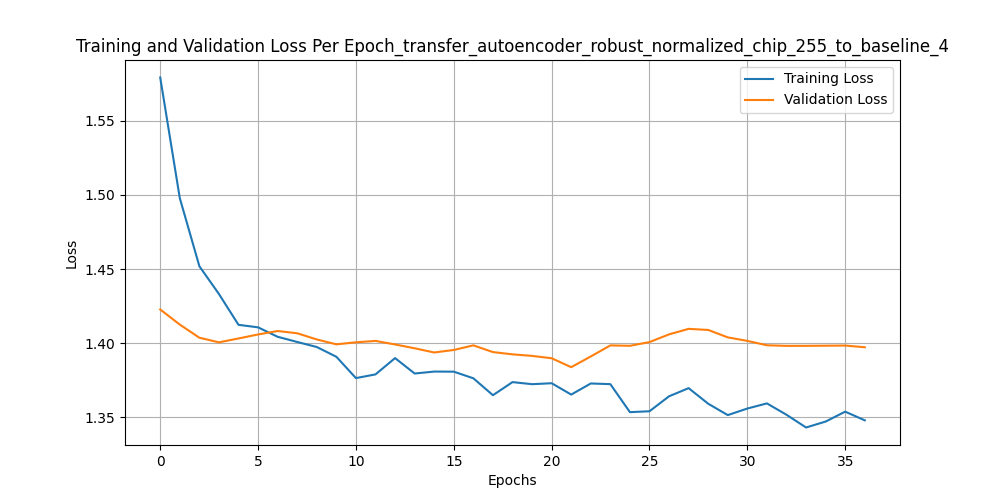 Training and Validation Loss Per Epoch_transfer_autoencoder_robust_normalized_chip_255_to_baseline_4
Training Loss
Validation Loss
1.55
1.50
1.45
1.40
1.35
Loss
0 5 10 15 20 25 30 35
Epochs